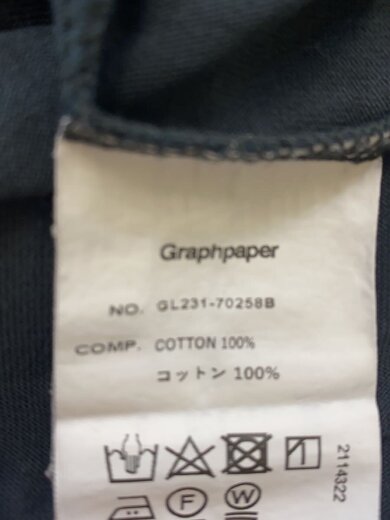 Graphpaper
NO. GL231-70258B
COMP. COTTON 100%
コットン 100%
2114322
F
W